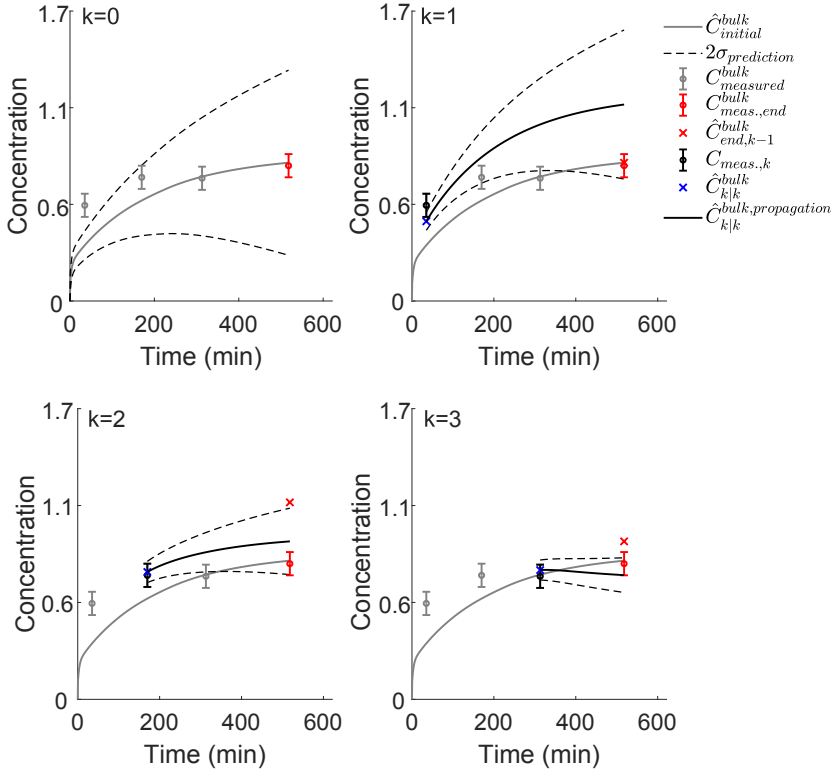 1.7
k=0
1.1
0.6
0
0
200
400
600
Concentration
Time (min)
1.7
k=1
1.1
0.6
0
0
200
400
600
Concentration
Time (min)
Ĉ^{bulk}_{initial}
2σ_{prediction}
C^{bulk}_{measured}
C^{bulk}_{meas.,end}
Ĉ^{bulk}_{end,k−1}
C_{meas.,k}
Ĉ^{bulk}_{k|k}
Ĉ^{bulk,propagation}_{k|k}
1.7
k=2
1.1
0.6
0
0
200
400
600
Concentration
Time (min)
1.7
k=3
1.1
0.6
0
0
200
400
600
Concentration
Time (min)